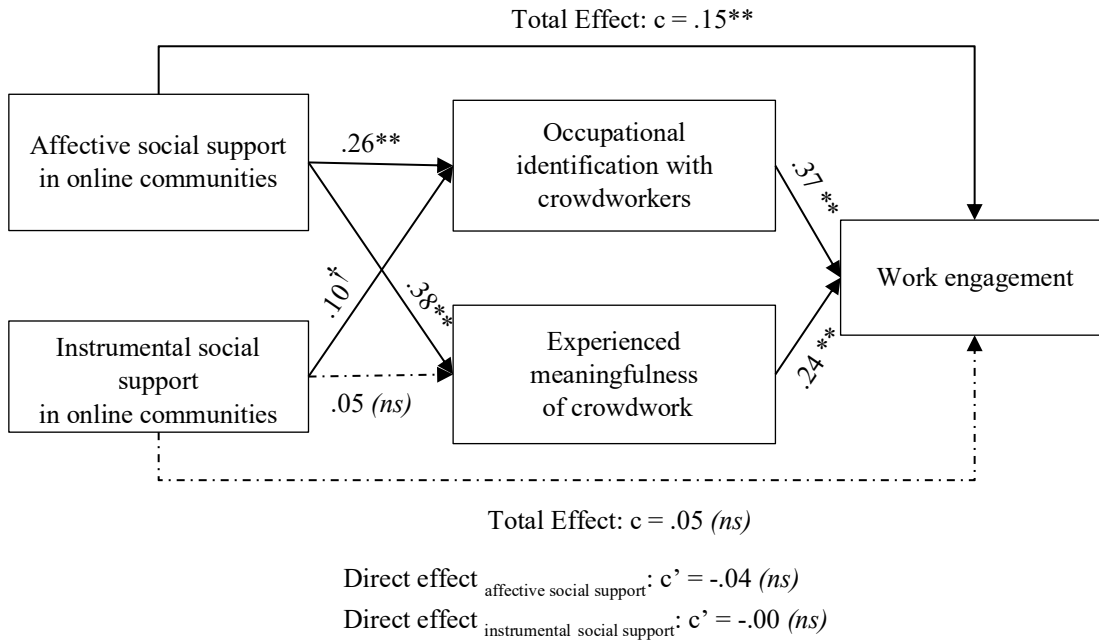 Total Effect: c = .15**
Affective social support
in online communities
.26**
Occupational
identification with
crowdworkers
.37 **
Work engagement
.10†
.38**
Instrumental social
support
in online communities
.05 (ns)
Experienced
meaningfulness
of crowdwork
.24 **
Total Effect: c = .05 (ns)
Direct effect affective social support: c’ = -.04 (ns)
Direct effect instrumental social support: c’ = -.00 (ns)